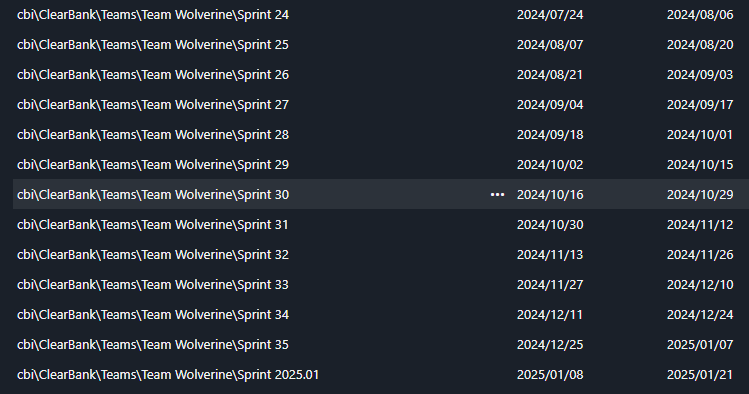 cbi\ClearBank\Teams\Team Wolverine\Sprint 24 2024/07/24 2024/08/06
cbi\ClearBank\Teams\Team Wolverine\Sprint 25 2024/08/07 2024/08/20
cbi\ClearBank\Teams\Team Wolverine\Sprint 26 2024/08/21 2024/09/03
cbi\ClearBank\Teams\Team Wolverine\Sprint 27 2024/09/04 2024/09/17
cbi\ClearBank\Teams\Team Wolverine\Sprint 28 2024/09/18 2024/10/01
cbi\ClearBank\Teams\Team Wolverine\Sprint 29 2024/10/02 2024/10/15
cbi\ClearBank\Teams\Team Wolverine\Sprint 30 ••• 2024/10/16 2024/10/29
cbi\ClearBank\Teams\Team Wolverine\Sprint 31 2024/10/30 2024/11/12
cbi\ClearBank\Teams\Team Wolverine\Sprint 32 2024/11/13 2024/11/26
cbi\ClearBank\Teams\Team Wolverine\Sprint 33 2024/11/27 2024/12/10
cbi\ClearBank\Teams\Team Wolverine\Sprint 34 2024/12/11 2024/12/24
cbi\ClearBank\Teams\Team Wolverine\Sprint 35 2024/12/25 2025/01/07
cbi\ClearBank\Teams\Team Wolverine\Sprint 2025.01 2025/01/08 2025/01/21